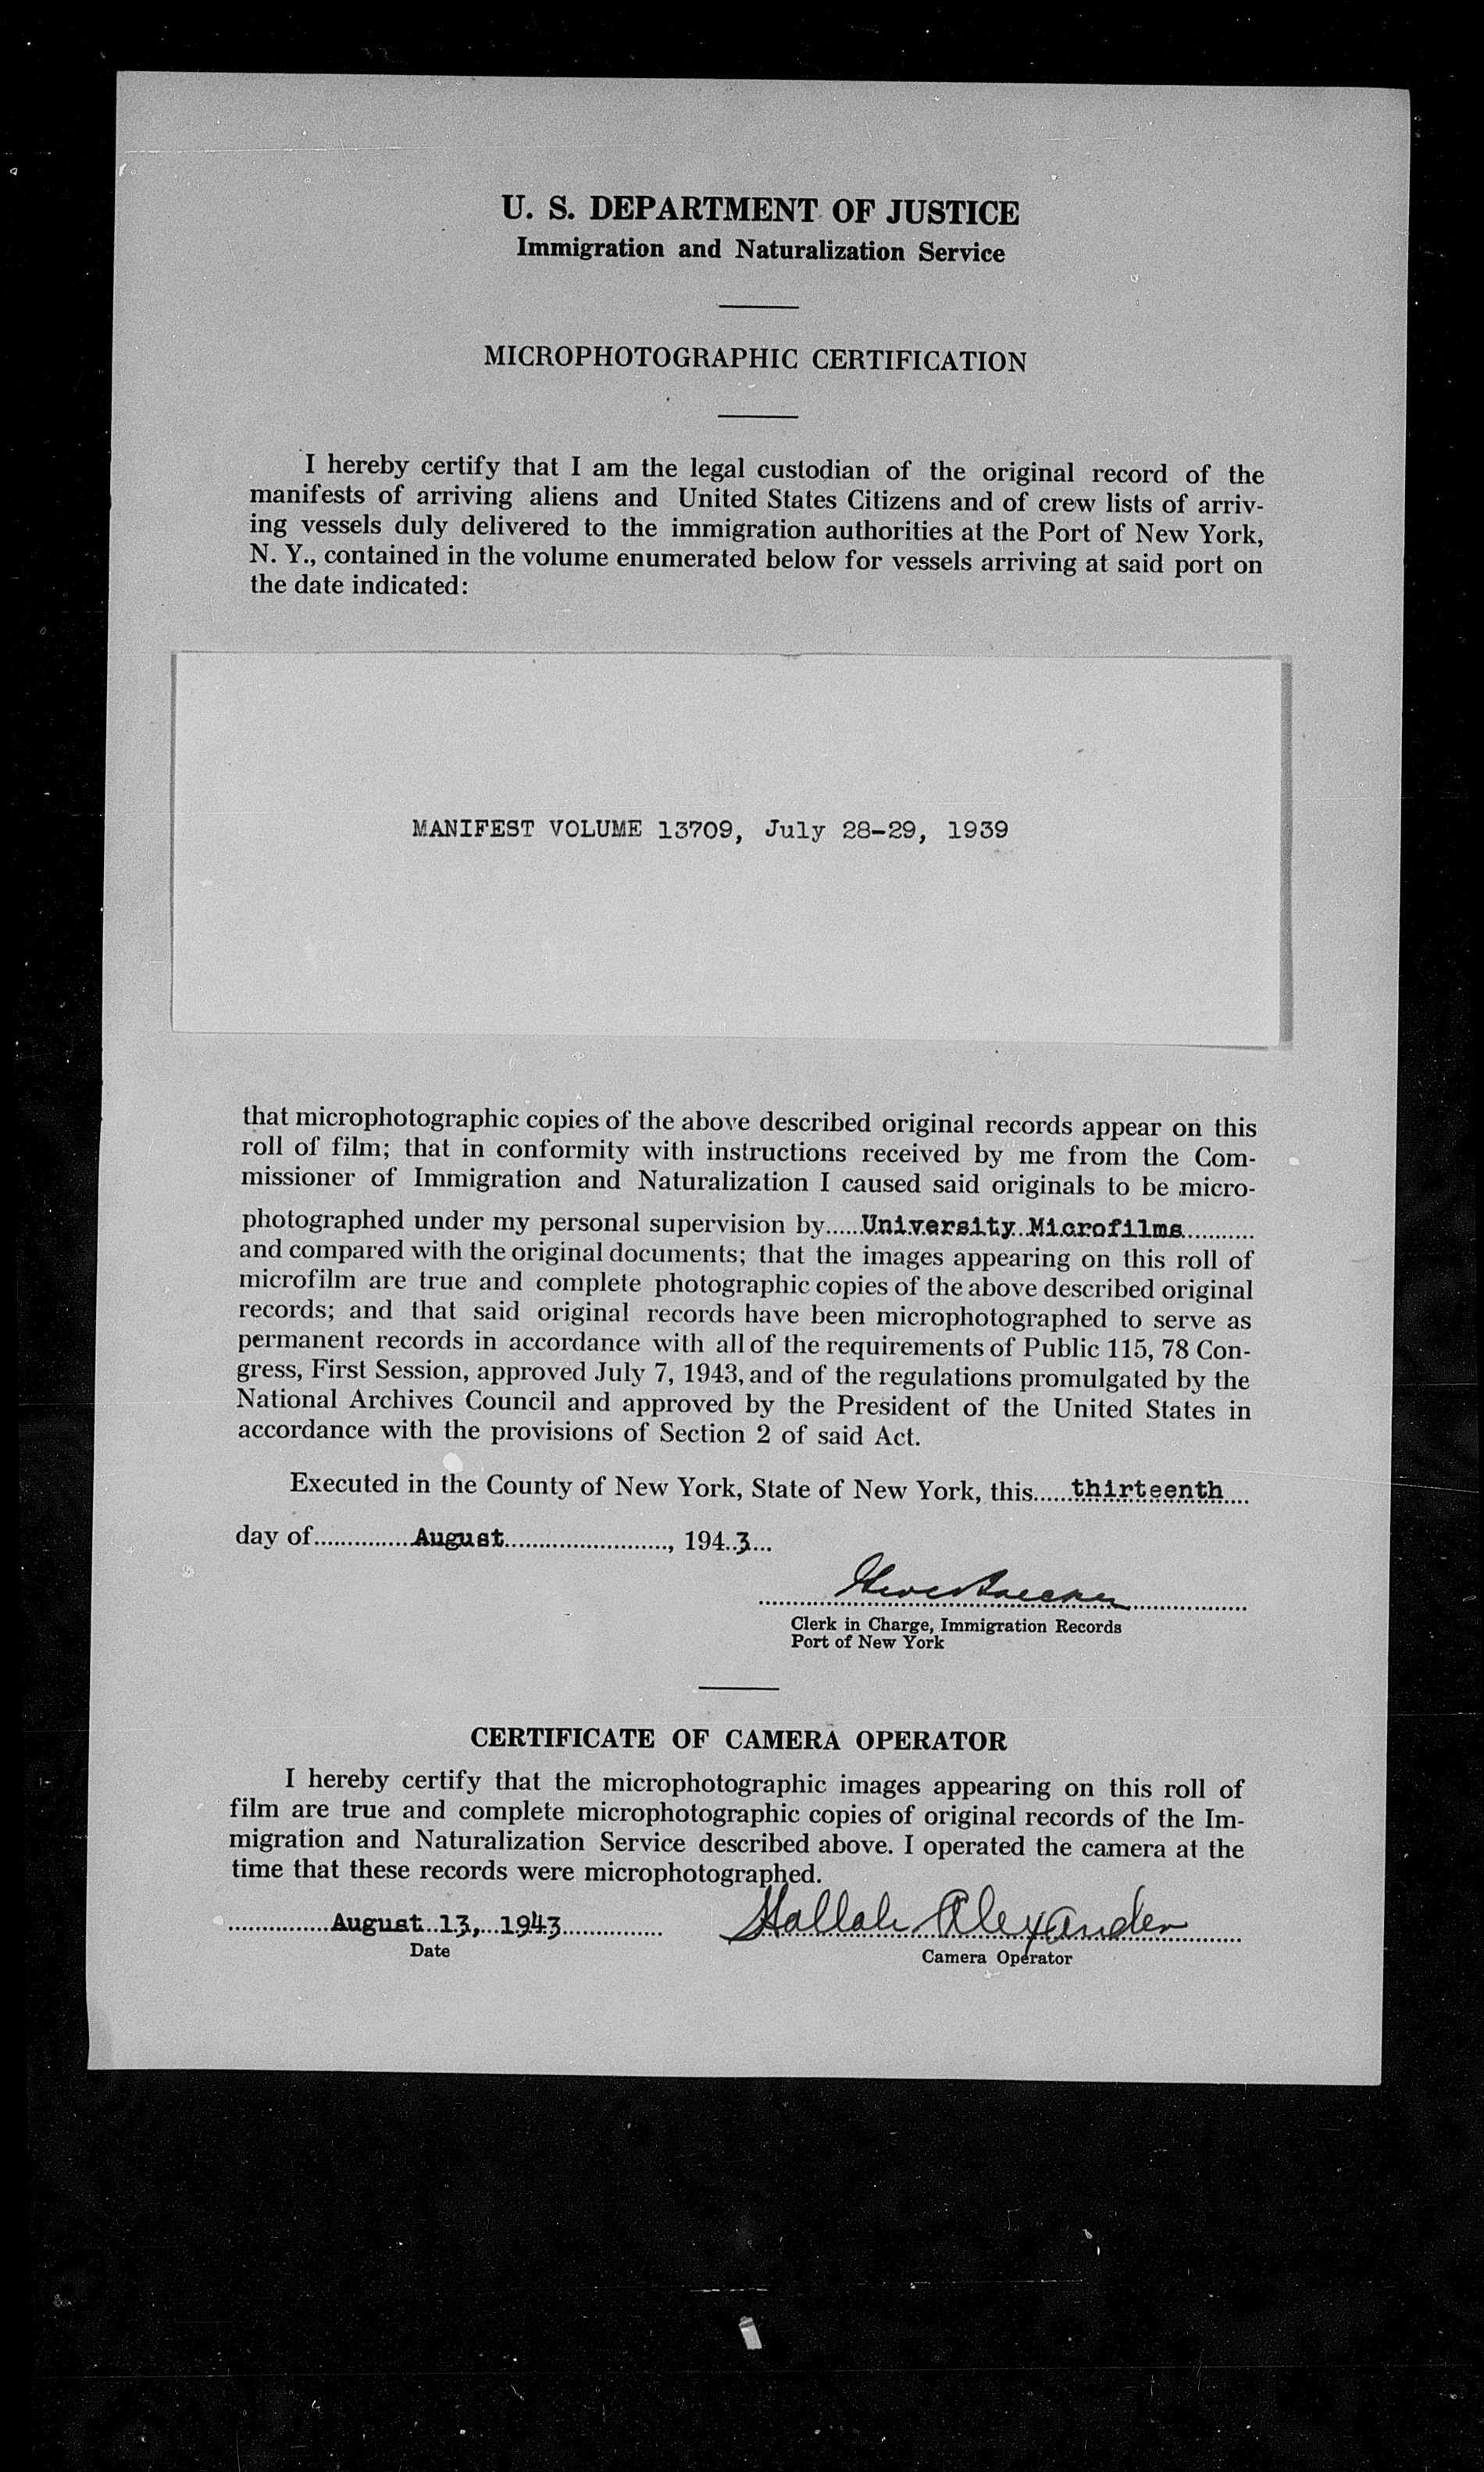 U. S. DEPARTMENT OF JUSTICE
Immigration and Naturalization Service
MICROPHOTOGRAPHIC CERTIFICATION
I hereby certify that I am the legal custodian of the original record of the
manifests of arriving aliens and United States Citizens and of crew lists of arriv-
ing vessels duly delivered to the immigration authorities at the Port of New York,
N. Y., contained in the volume enumerated below for vessels arriving at said port on
the date indicated:
MANIFEST VOLUME 13709, July 28-29, 1939
that microphotographic copies of the above described original records appear on this
roll of film; that in conformity with instructions received by me from the Com-
missioner of Immigration and Naturalization I caused said originals to be micro-
photographed under my personal supervision by.....University Microfilms..........
and compared with the original documents; that the images appearing on this roll of
microfilm are true and complete photographic copies of the above described original
records; and that said original records have been microphotographed to serve as
permanent records in accordance with all of the requirements of Public 115, 78 Con-
gress, First Session, approved July 7, 1943, and of the regulations promulgated by the
National Archives Council and approved by the President of the United States in
accordance with the provisions of Section 2 of said Act.
Executed in the County of New York, State of New York, this......thirteenth....
day of...............August........................., 194..3...
Clerk in Charge, Immigration Records
Port of New York
CERTIFICATE OF CAMERA OPERATOR
I hereby certify that the microphotographic images appearing on this roll of
film are true and complete microphotographic copies of original records of the Im-
migration and Naturalization Service described above. I operated the camera at the
time that these records were microphotographed.
...............August 13, 1943............... Hallah Alexander
Date Camera Operator